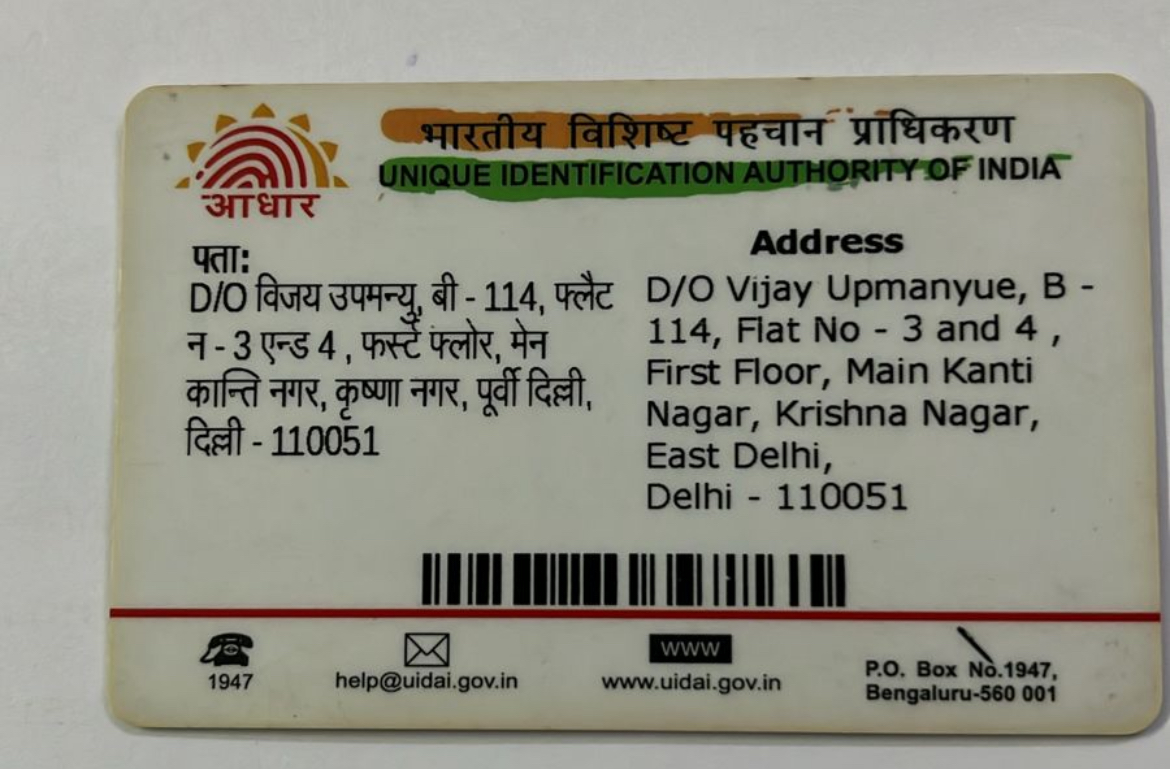 भारतीय विशिष्ट पहचान प्राधिकरण
UNIQUE IDENTIFICATION AUTHORITY OF INDIA
आधार
पता:
D/O विजय उपमन्यु, बी - 114, फ्लैट
न - 3 एन्ड 4 , फर्स्ट फ्लोर, मेन
कान्ति नगर, कृष्णा नगर, पूर्वी दिल्ली,
दिल्ली - 110051
Address
D/O Vijay Upmanyue, B -
114, Flat No - 3 and 4 ,
First Floor, Main Kanti
Nagar, Krishna Nagar,
East Delhi,
Delhi - 110051
1947
help@uidai.gov.in
www
www.uidai.gov.in
P.O. Box No.1947,
Bengaluru-560 001